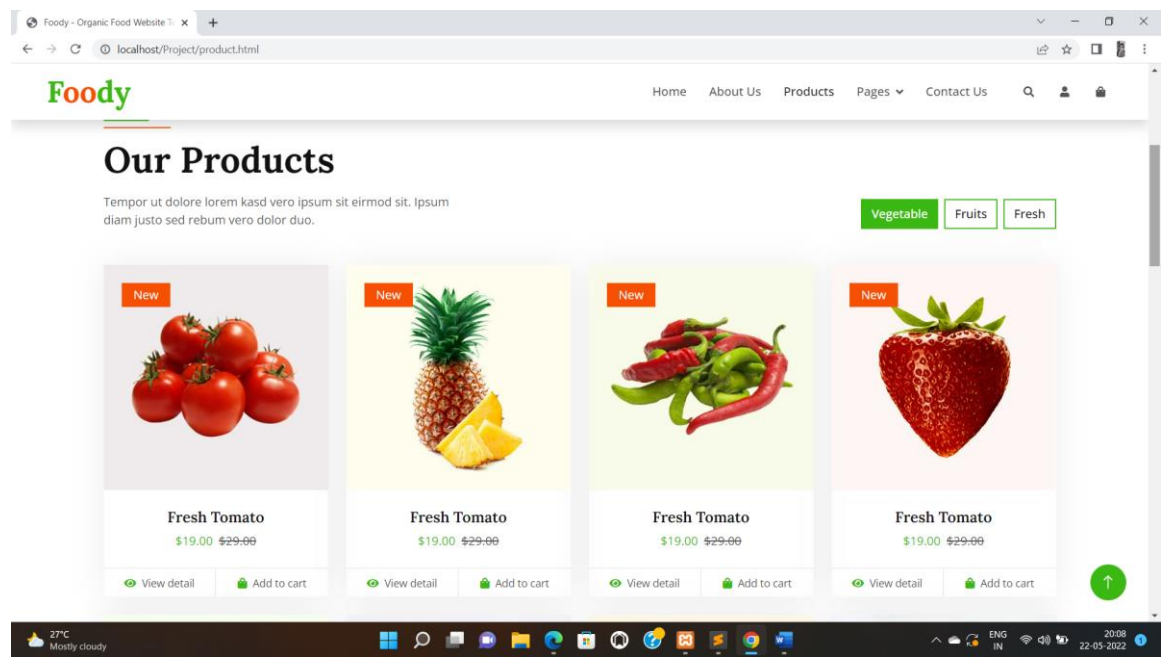 Foody - Organic Food Website T
localhost/Project/product.html
Foody
Home About Us Products Pages Contact Us
Our Products
Tempor ut dolore lorem kasd vero ipsum sit eirmod sit. Ipsum
diam justo sed rebum vero dolor duo.
Vegetable Fruits Fresh
New New New New
Fresh Tomato Fresh Tomato Fresh Tomato Fresh Tomato
$19.00 $29.00 $19.00 $29.00 $19.00 $29.00 $19.00 $29.00
View detail Add to cart View detail Add to cart View detail Add to cart View detail Add to cart
27°C
Mostly cloudy
ENG
IN
20:08
22-05-2022
1